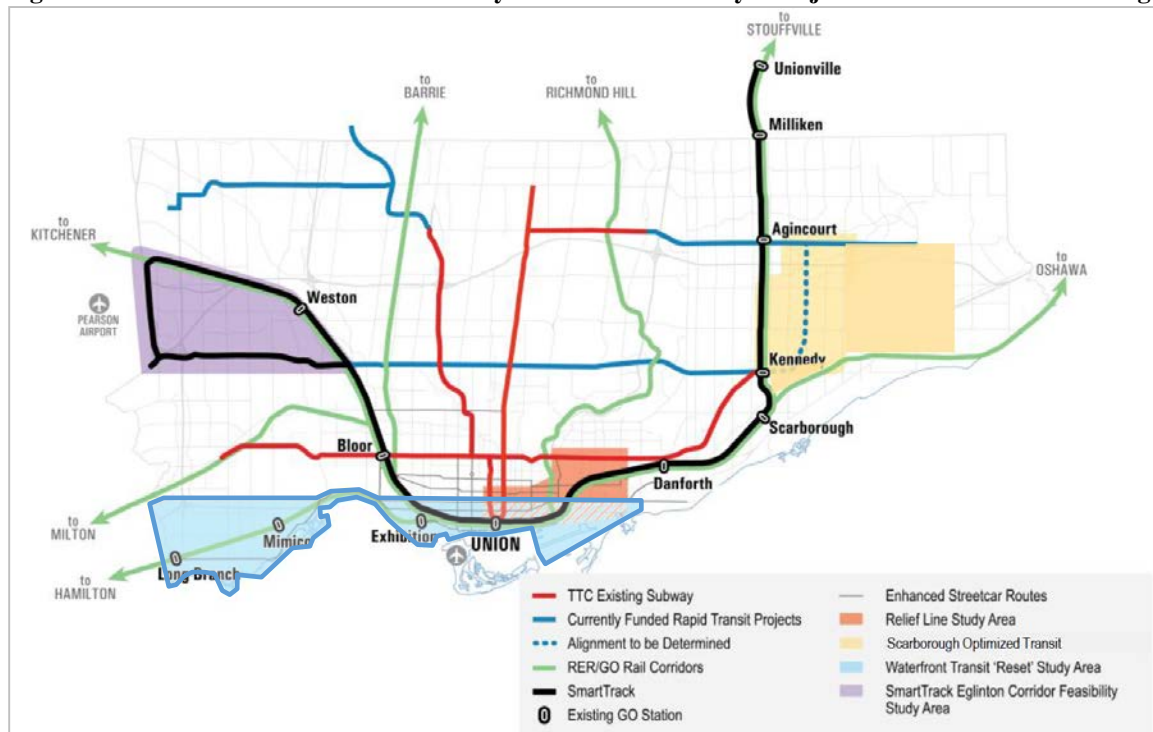 to
STOUFFVILLE
Unionville
to
BARRIE
to
RICHMOND HILL
Milliken
to
KITCHENER
Agincourt
to
OSHAWA
Weston
PEARSON
AIRPORT
Kennedy
Scarborough
Bloor
Danforth
to
MILTON
Mimico
Exhibition
UNION
Long Branch
to
HAMILTON
TTC Existing Subway
Currently Funded Rapid Transit Projects
Alignment to be Determined
RER/GO Rail Corridors
SmartTrack
Existing GO Station
Enhanced Streetcar Routes
Relief Line Study Area
Scarborough Optimized Transit
Waterfront Transit ‘Reset’ Study Area
SmartTrack Eglinton Corridor Feasibility
Study Area